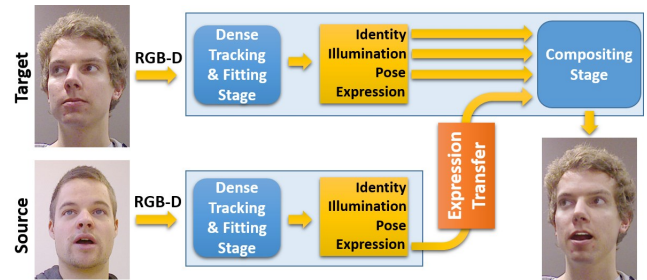 Target
RGB-D
Dense
Tracking
& Fitting
Stage
Identity
Illumination
Pose
Expression
Compositing
Stage
Source
RGB-D
Dense
Tracking
& Fitting
Stage
Identity
Illumination
Pose
Expression
Expression
Transfer